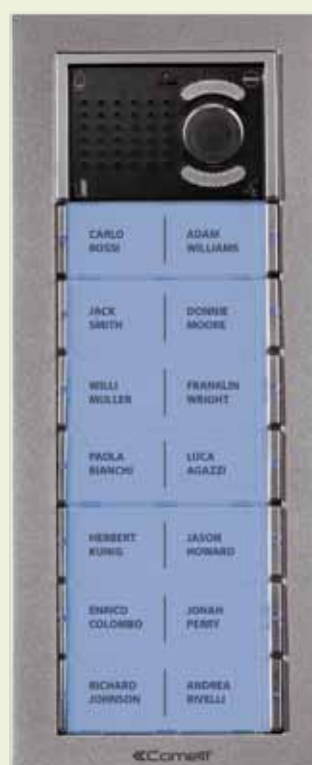 CARLO
ROSSI
ADAM
WILLIAMS
JACK
SMITH
DONNIE
MOORE
WILLI
MULLER
FRANKLIN
WRIGHT
PAOLA
BIANCHI
LUCA
AGAZZI
HERBERT
KUNIG
JASON
HOWARD
ENRICO
COLOMBO
JONAH
PERRY
RICHARD
JOHNSON
ANDREA
RIVELLI
Comelit